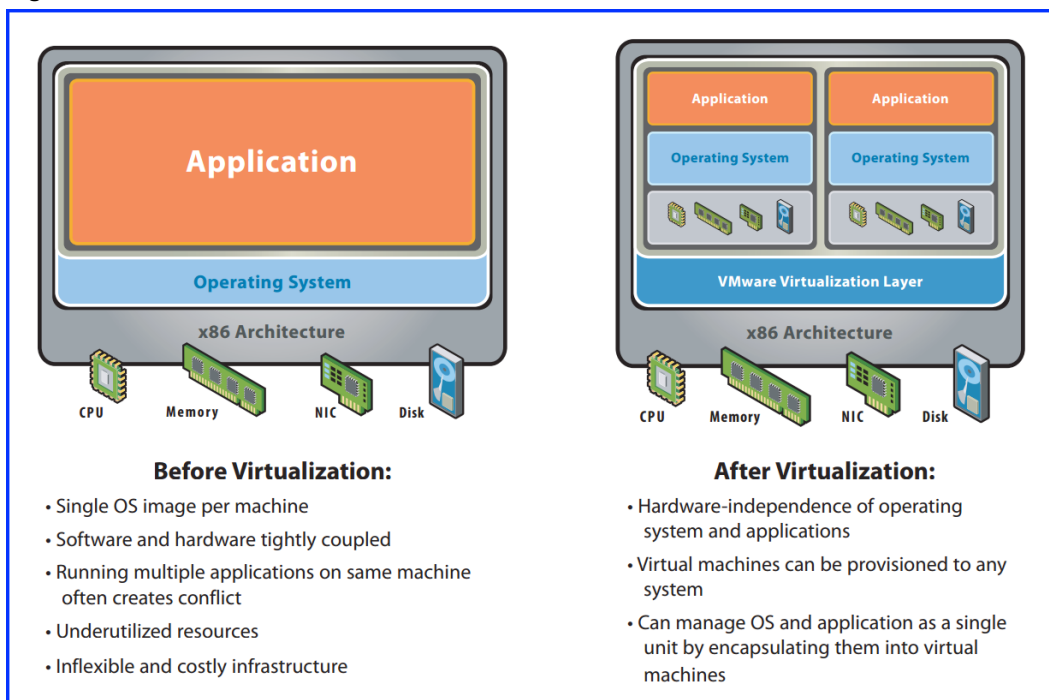 Application
Operating System
x86 Architecture
CPU
Memory
NIC
Disk
Before Virtualization:
• Single OS image per machine
• Software and hardware tightly coupled
• Running multiple applications on same machine
often creates conflict
• Underutilized resources
• Inflexible and costly infrastructure
Application
Application
Operating System
Operating System
VMware Virtualization Layer
x86 Architecture
CPU
Memory
NIC
Disk
After Virtualization:
• Hardware-independence of operating
system and applications
• Virtual machines can be provisioned to any
system
• Can manage OS and application as a single
unit by encapsulating them into virtual
machines